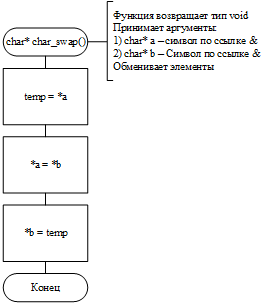 char* char_swap()
Функция возвращает тип void
Принимает аргументы:
1) char* a – символ по ссылке &
2) char* b – Символ по ссылке &
Обменивает элементы
temp = *a
*a = *b
*b = temp
Конец